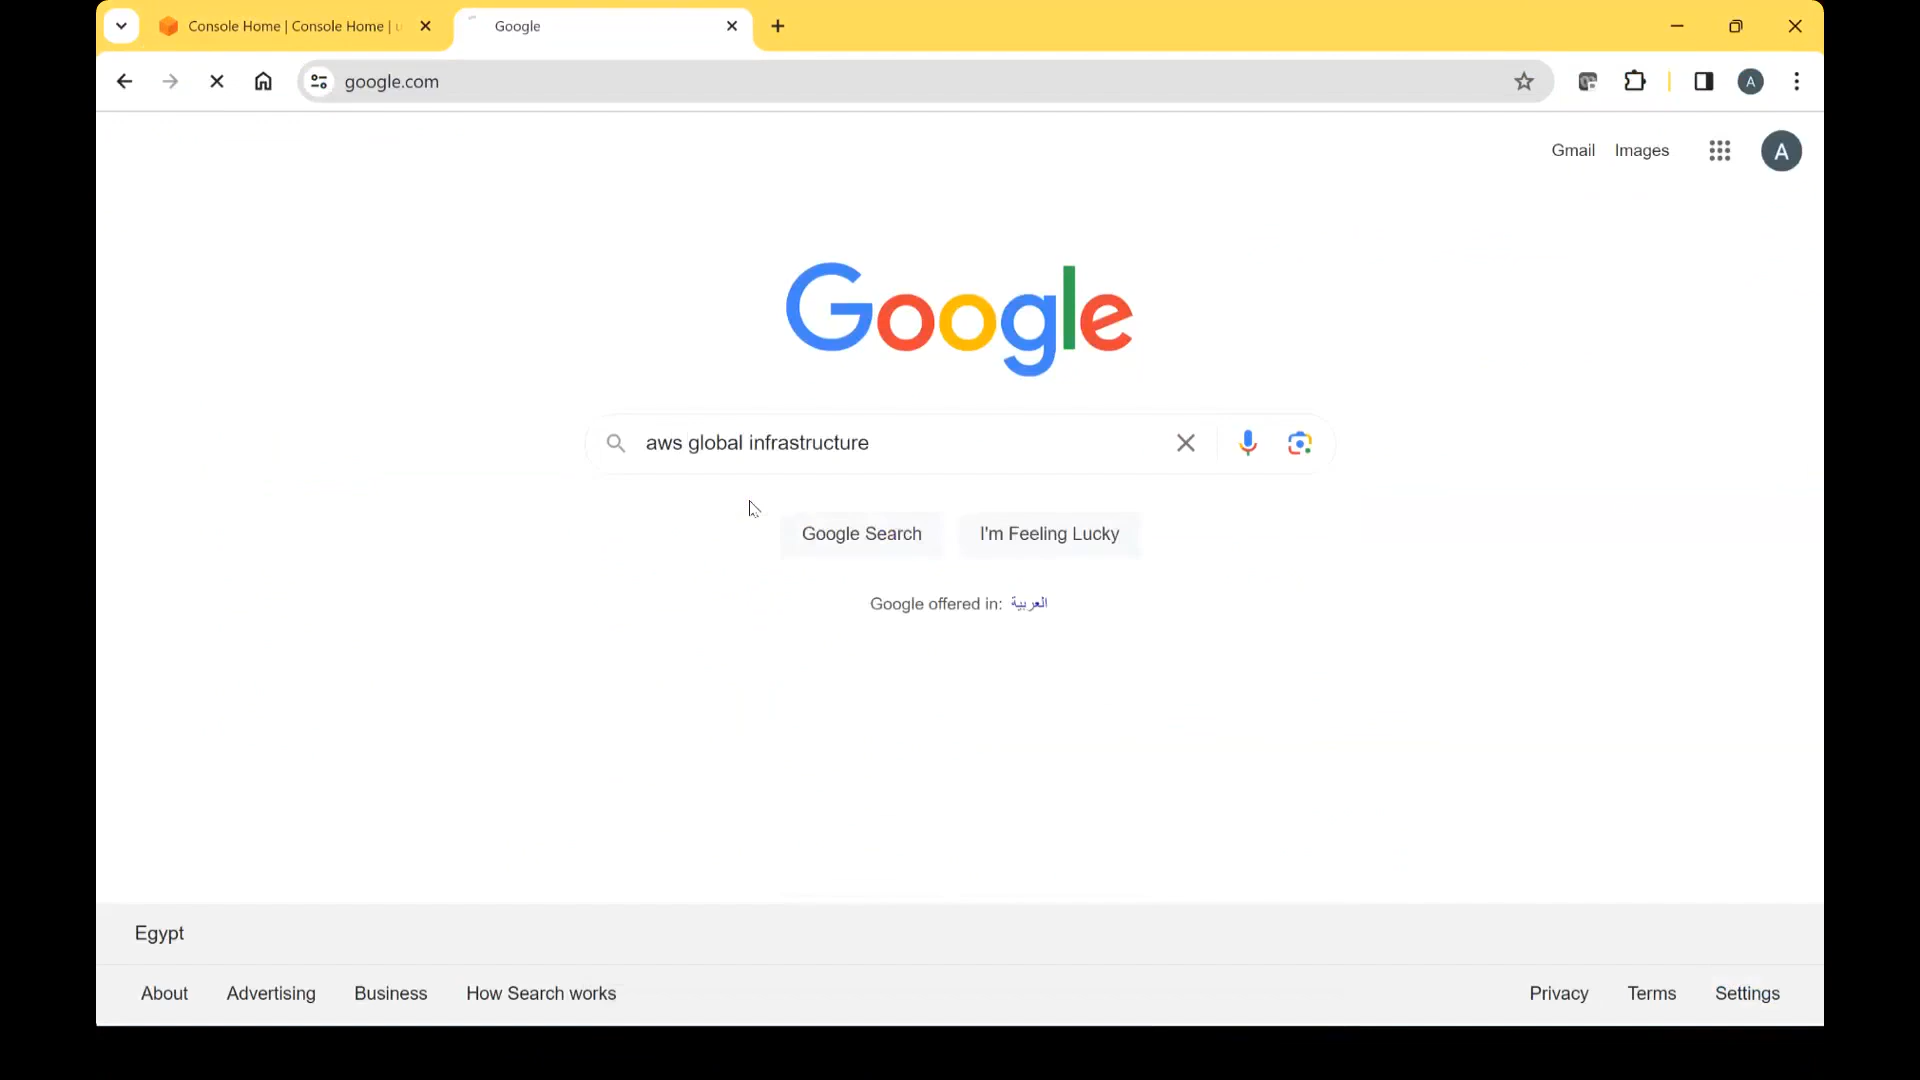 Console Home | Console Home |
Google
google.com
A
Gmail
Images
A
Google
aws global infrastructure
Google Search
I'm Feeling Lucky
Google offered in: العربية
Egypt
About
Advertising
Business
How Search works
Privacy
Terms
Settings